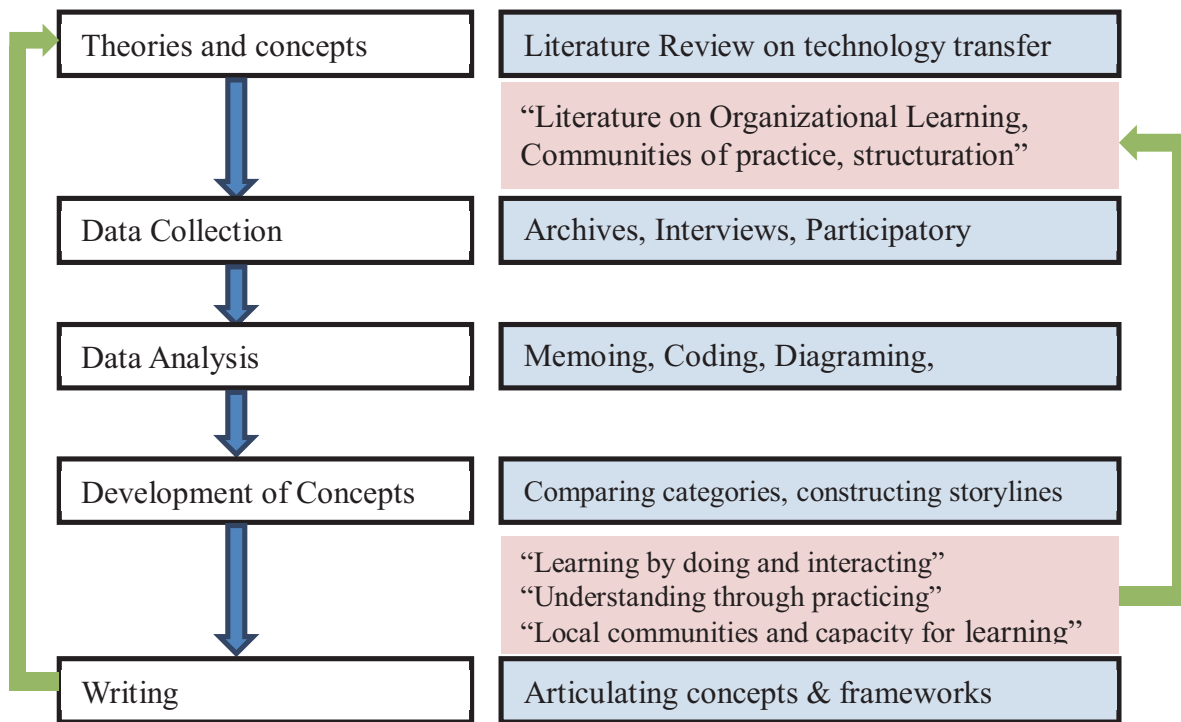 Theories and concepts
Literature Review on technology transfer
“Literature on Organizational Learning,
Communities of practice, structuration”
Data Collection
Archives, Interviews, Participatory
Data Analysis
Memoing, Coding, Diagraming,
Development of Concepts
Comparing categories, constructing storylines
“Learning by doing and interacting”
“Understanding through practicing”
“Local communities and capacity for learning”
Writing
Articulating concepts & frameworks